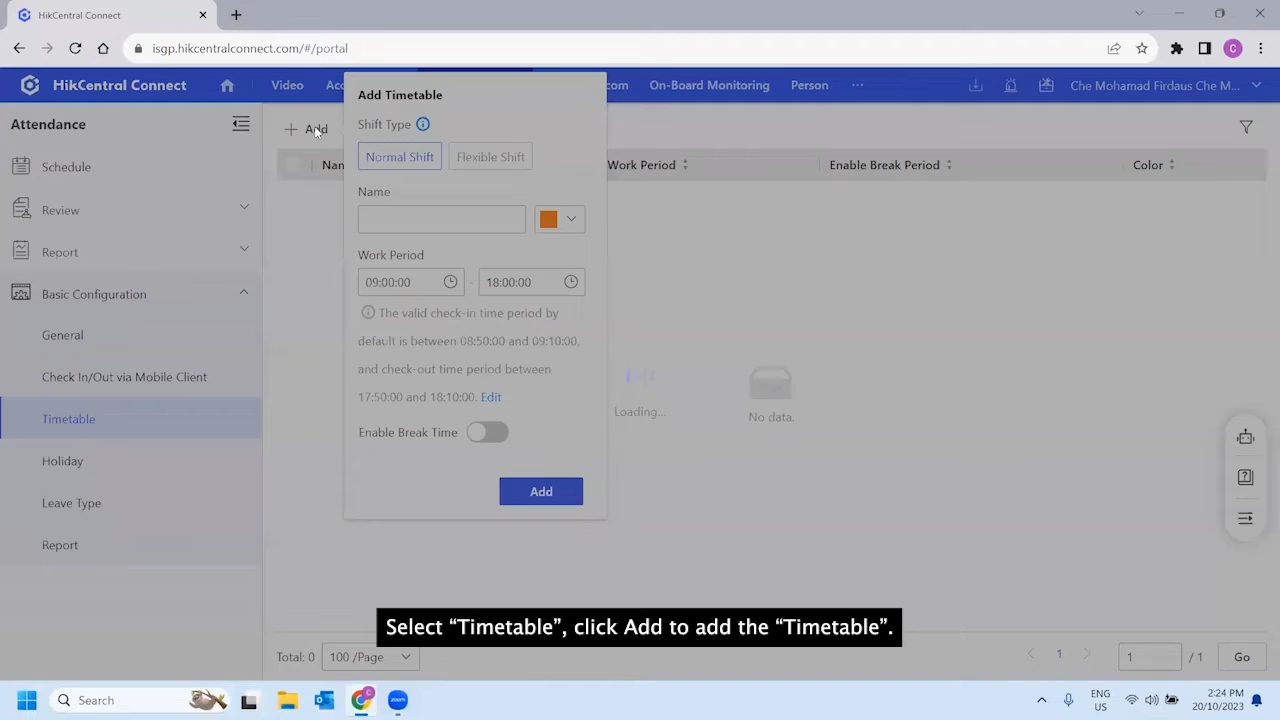 HikCentral Connect
isgp.hikcentralconnect.com/#/portal
C
HikCentral Connect
Video
Acc
com
On-Board Monitoring
Person
Che Mohamad Firdaus Che M...
Attendance
Schedule
Review
Report
Basic Configuration
General
Check In/Out via Mobile Client
Timetable
Holiday
Leave Type
Report
Add
Nam
Work Period
Enable Break Period
Color
Add Timetable
Shift Type
Normal Shift
Flexible Shift
Name
Work Period
09:00:00 - 18:00:00
The valid check-in time period by
default is between 08:50:00 and 09:10:00,
and check-out time period between
17:50:00 and 18:10:00. Edit
Enable Break Time
Add
Loading...
No data.
Select “Timetable”, click Add to add the “Timetable”.
Total: 0
100 /Page
1
1
/ 1
Go
Search
C
zoom
ENG
US
2:24 PM
20/10/2023